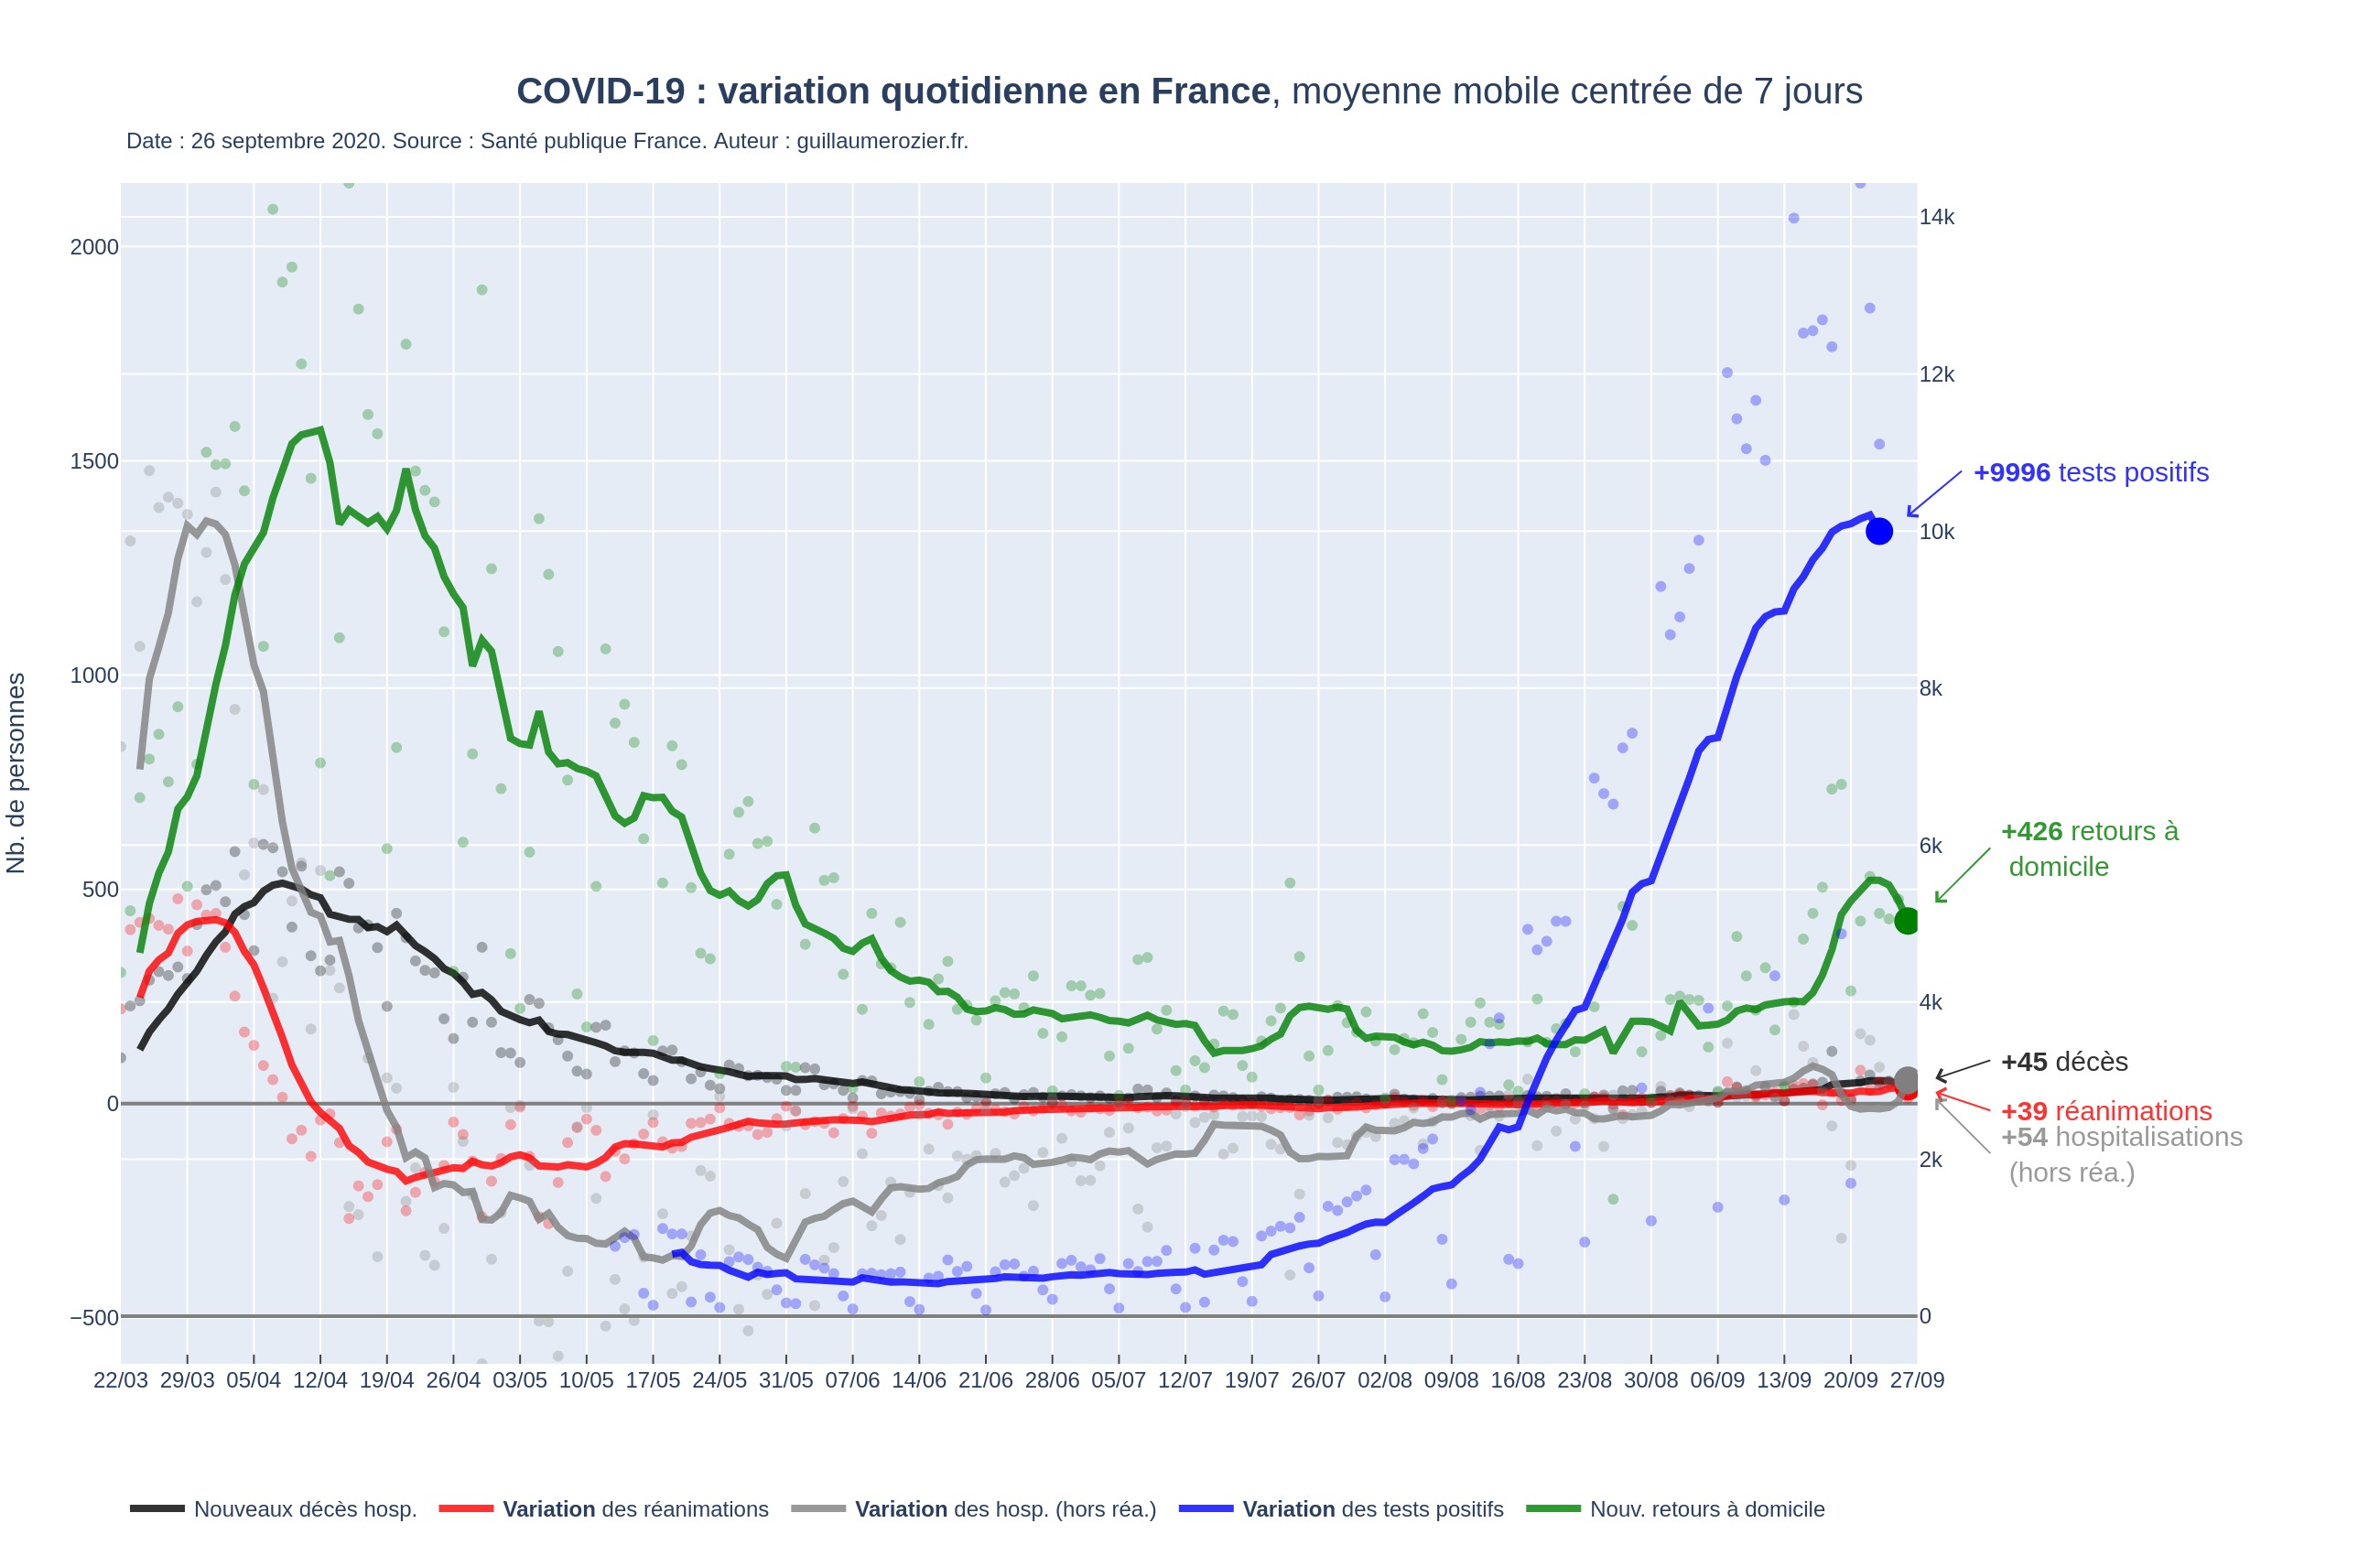 COVID-19 : variation quotidienne en France, moyenne mobile centrée de 7 jours
Date : 26 septembre 2020. Source : Santé publique France. Auteur : guillaumerozier.fr.
Nb. de personnes
2000
1500
1000
500
0
−500
14k
12k
10k
8k
6k
4k
2k
0
+9996 tests positifs
+426 retours à
domicile
+45 décès
+39 réanimations
+54 hospitalisations
(hors réa.)
22/03 29/03 05/04 12/04 19/04 26/04 03/05 10/05 17/05 24/05 31/05 07/06 14/06 21/06 28/06 05/07 12/07 19/07 26/07 02/08 09/08 16/08 23/08 30/08 06/09 13/09 20/09 27/09
Nouveaux décès hosp. Variation des réanimations Variation des hosp. (hors réa.) Variation des tests positifs Nouv. retours à domicile